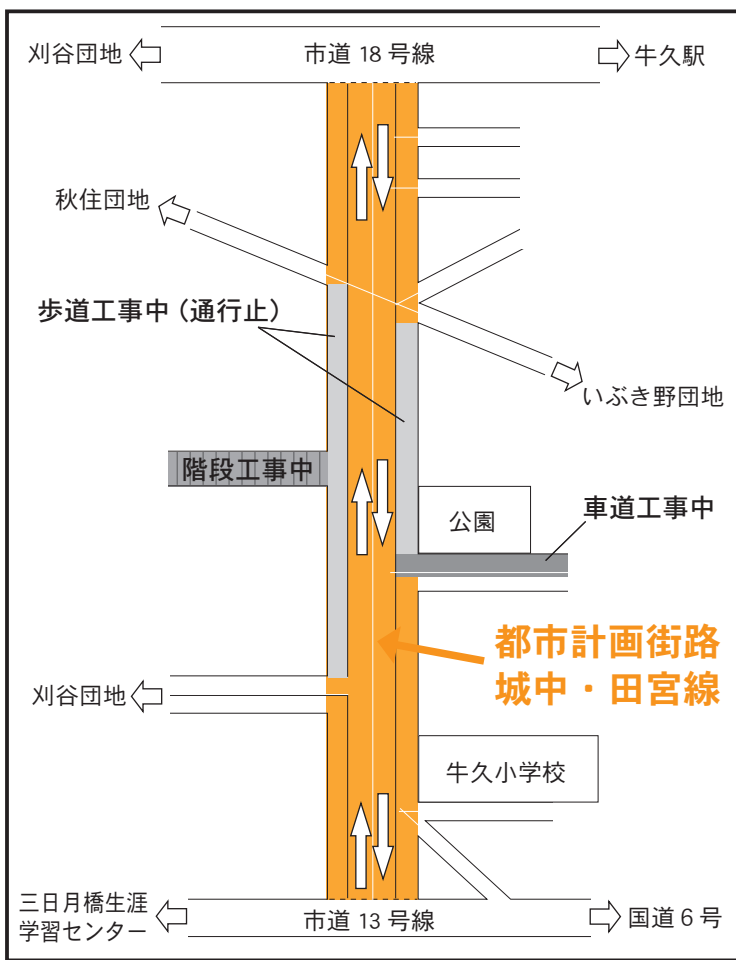 刈谷団地
市道 18 号線
牛久駅
秋住団地
歩道工事中（通行止）
いぶき野団地
階段工事中
公園
車道工事中
都市計画街路
城中・田宮線
刈谷団地
牛久小学校
三日月橋生涯
学習センター
市道 13 号線
国道 6 号